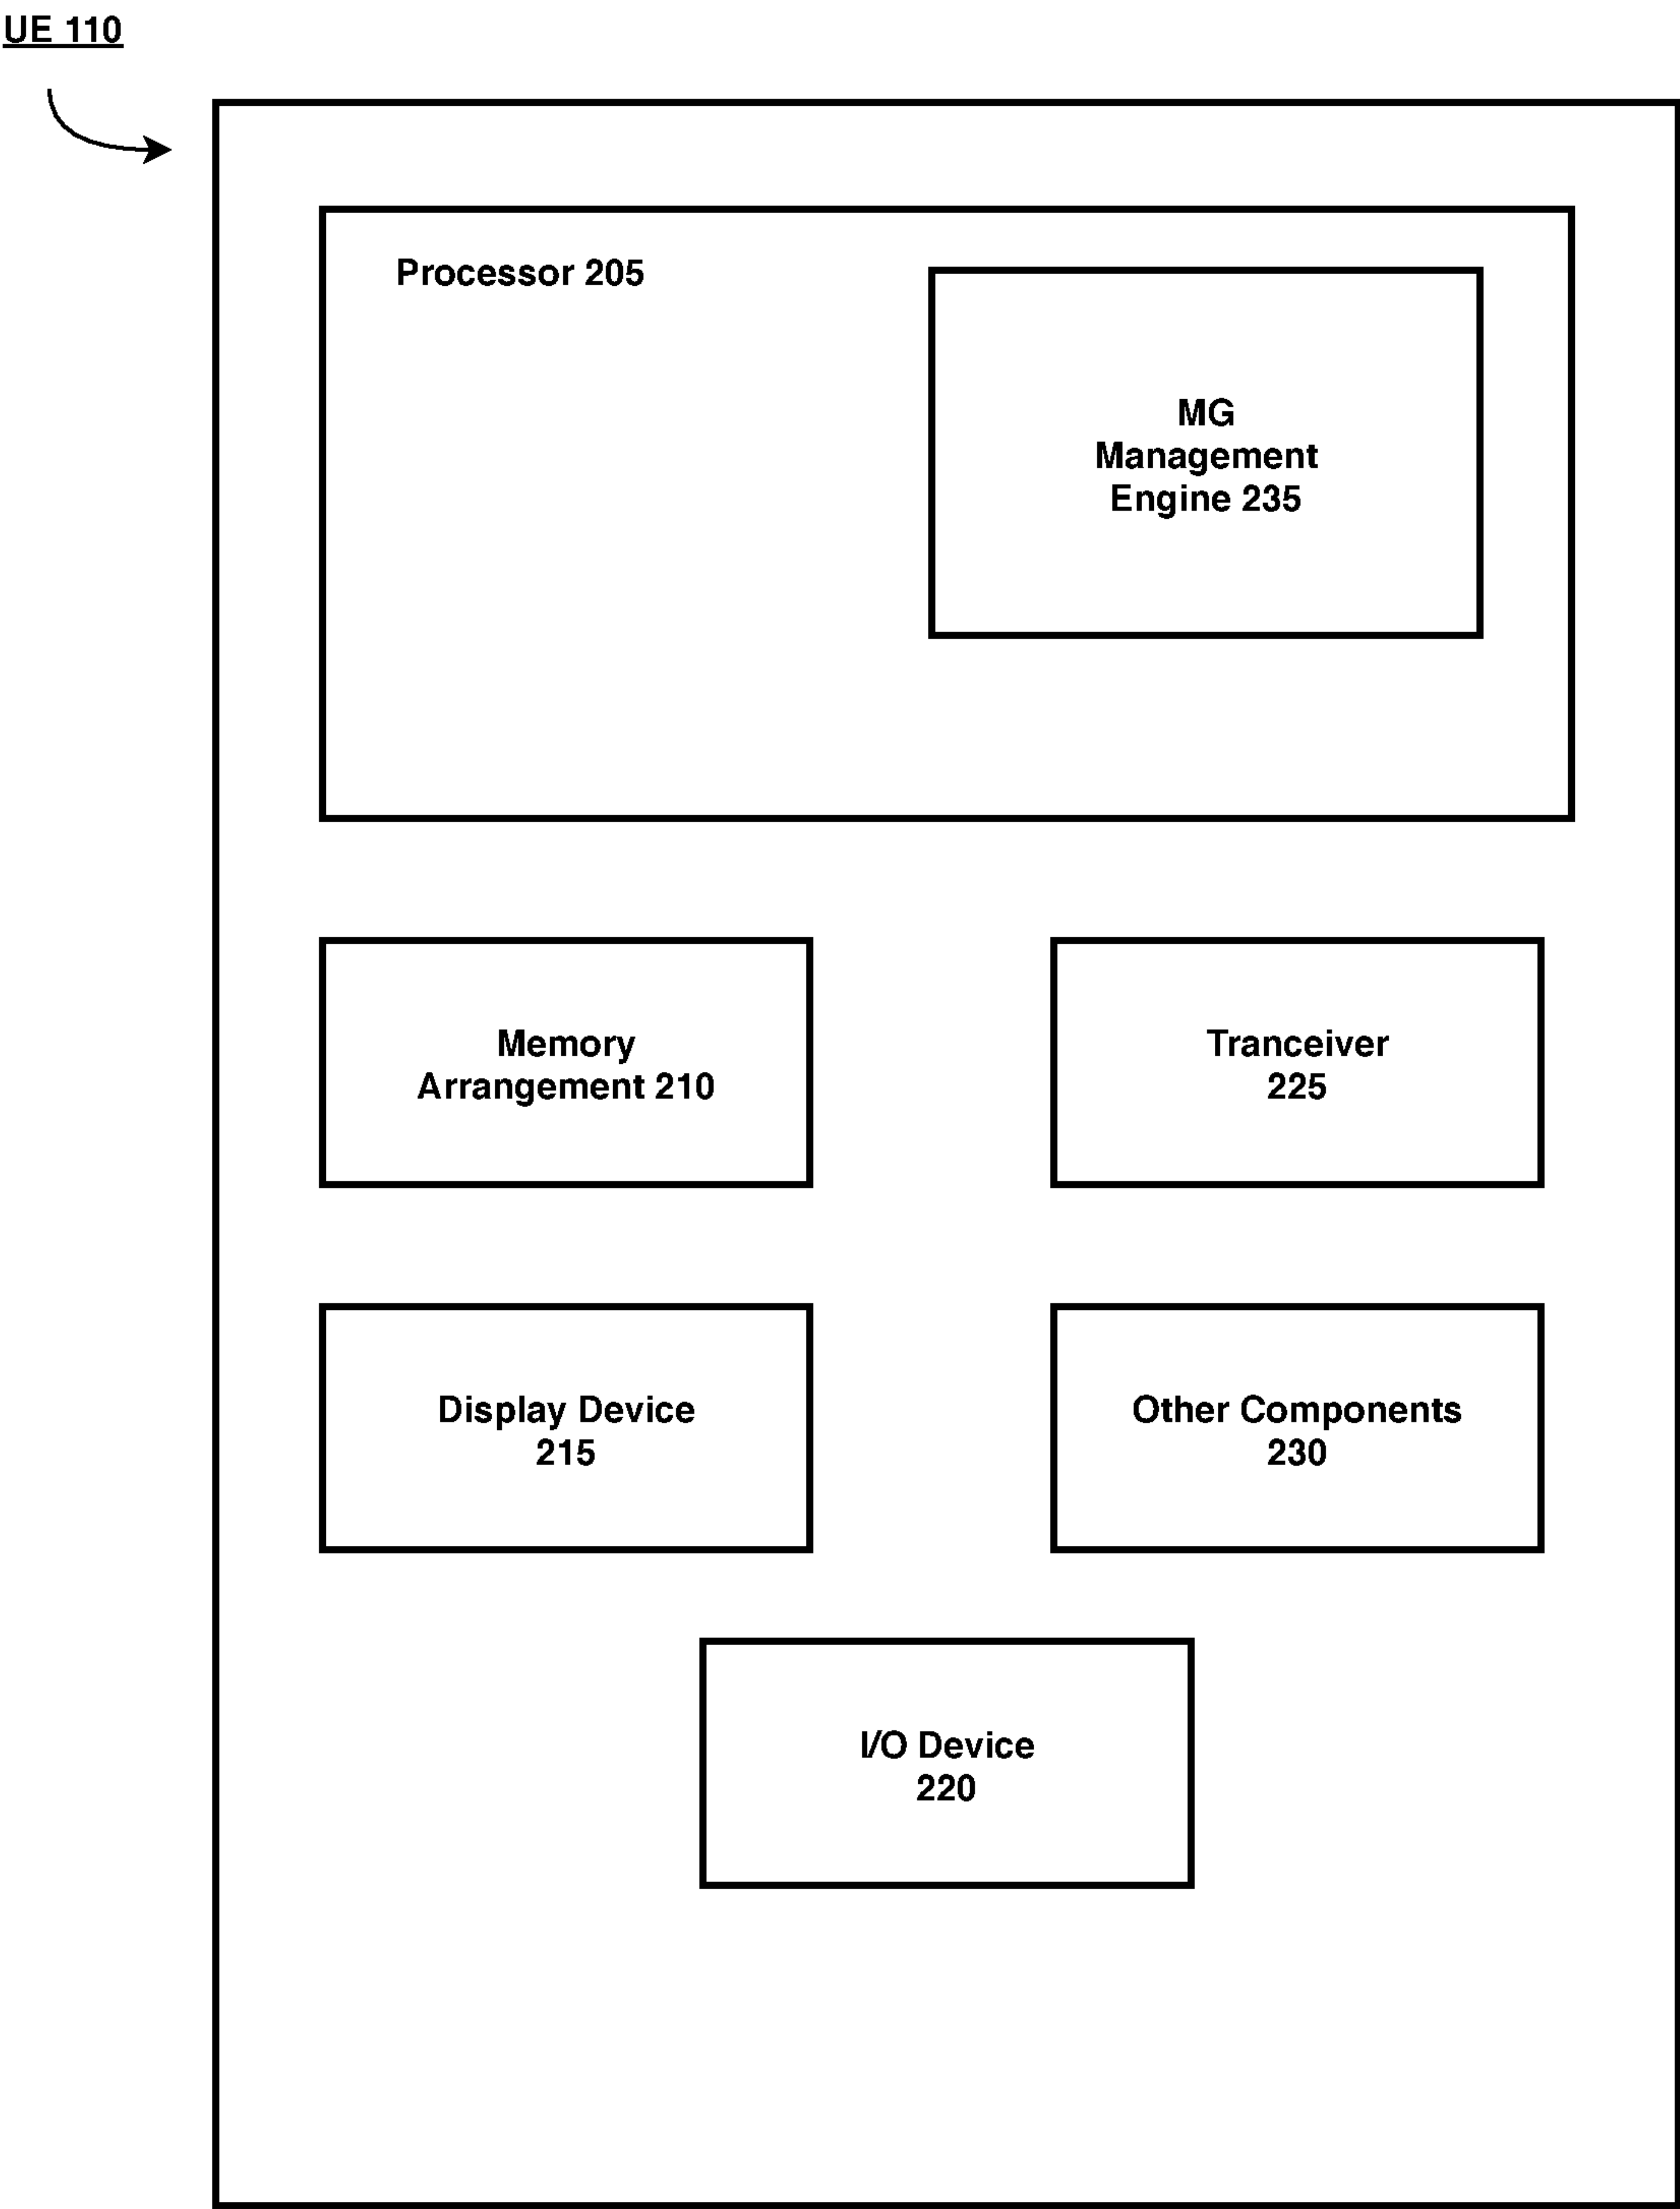 UE 110
Processor 205
MG
Management
Engine 235
Memory
Arrangement 210
Tranceiver
225
Display Device
215
Other Components
230
I/O Device
220